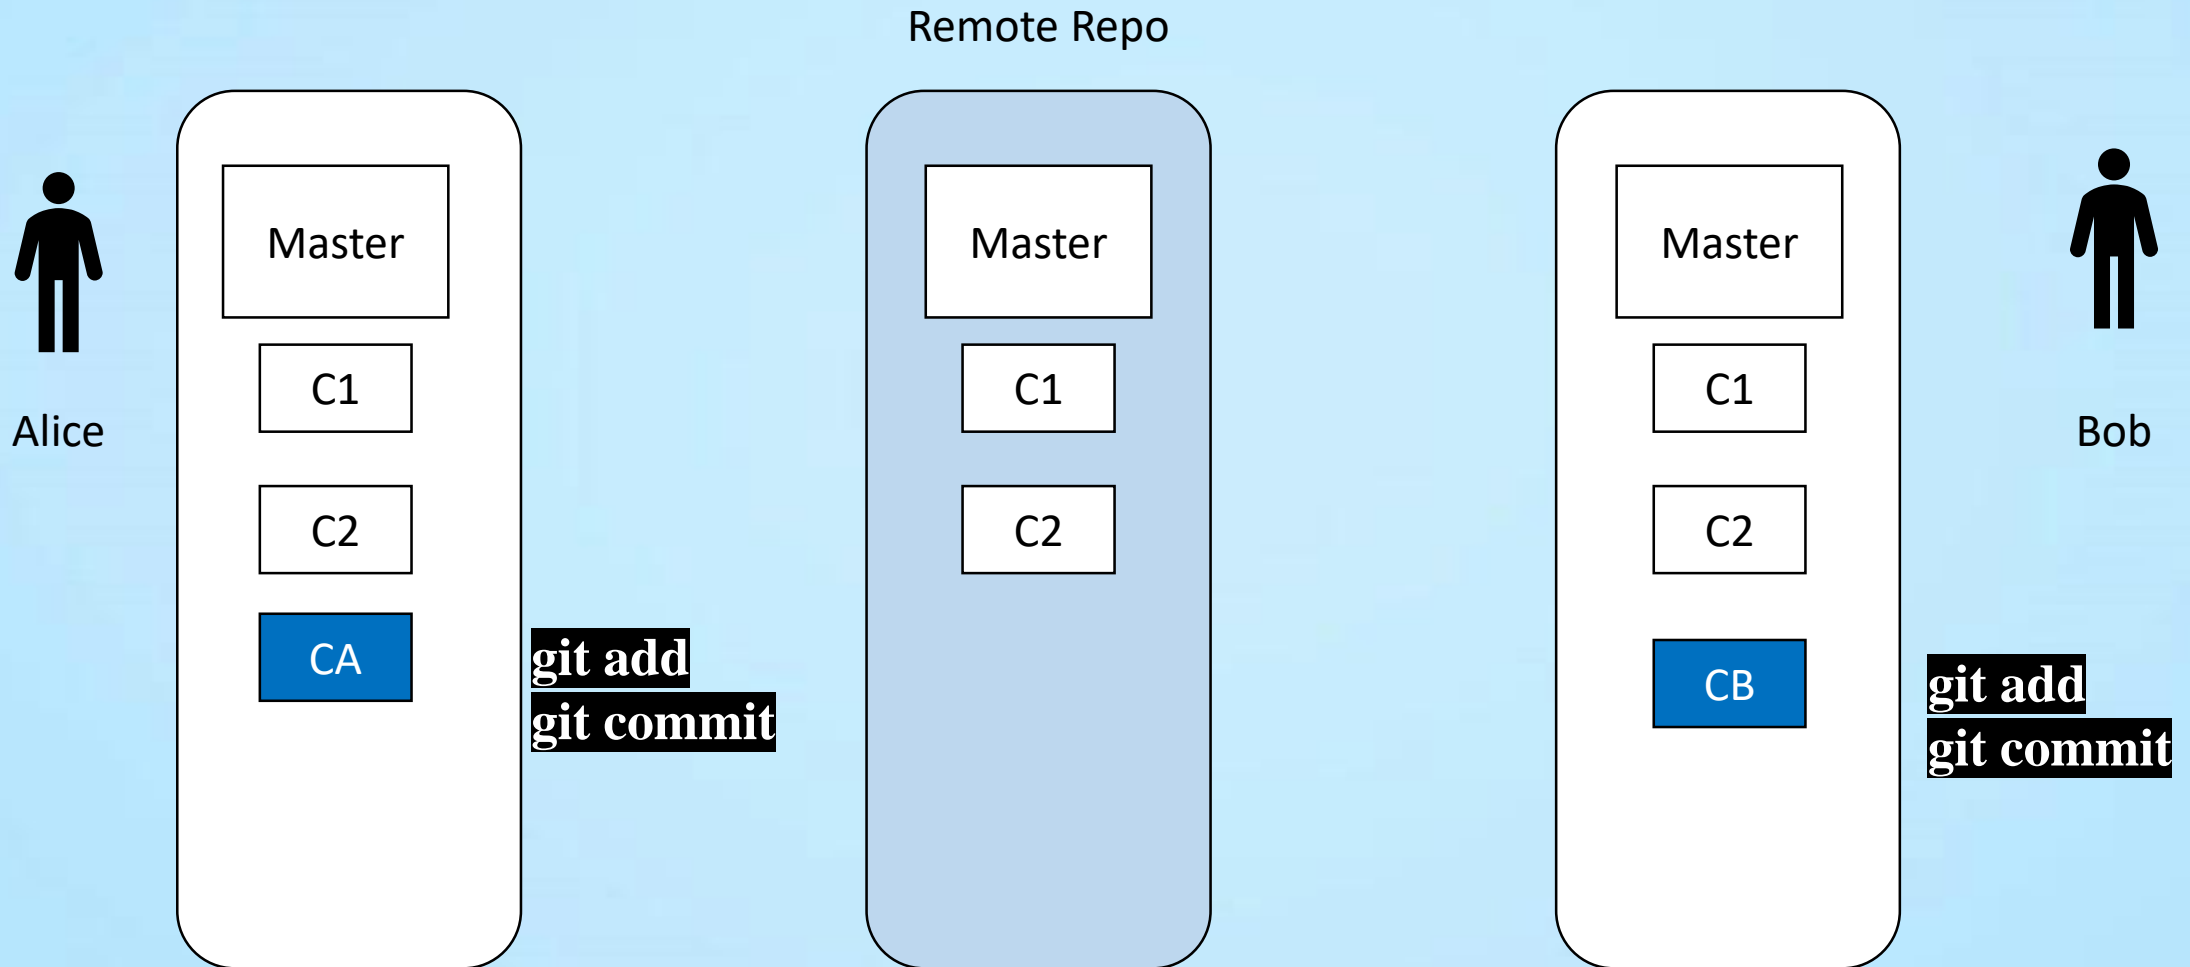 Remote Repo
Alice
Master
C1
C2
CA
git add
git commit
Master
C1
C2
Master
C1
C2
CB
git add
git commit
Bob